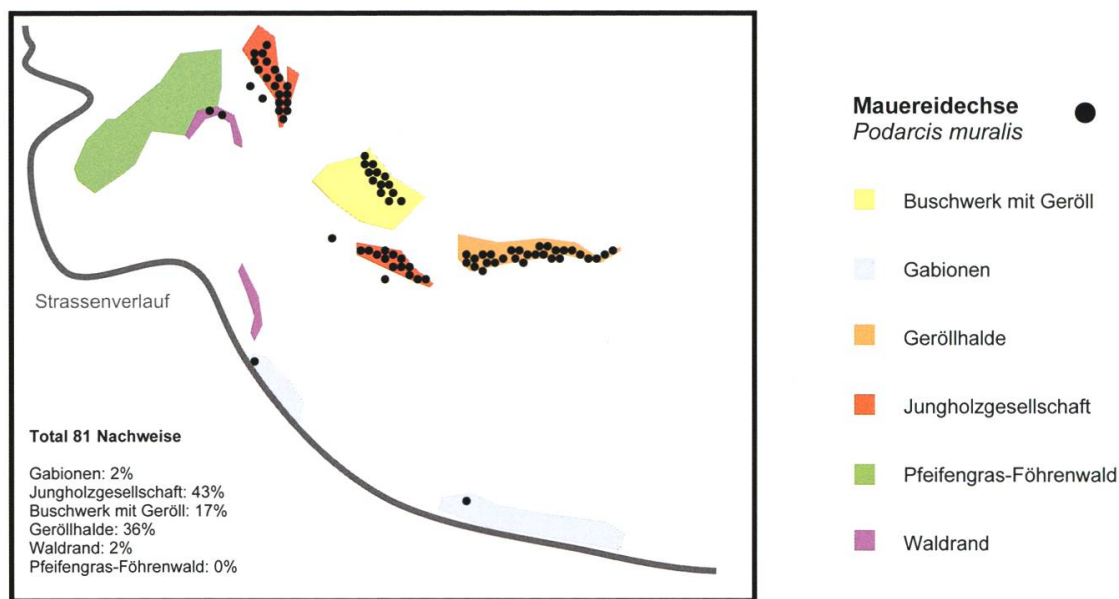 Strassenverlauf
Total 81 Nachweise
Gabionen: 2%
Jungholzgesellschaft: 43%
Buschwerk mit Geröll: 17%
Geröllhalde: 36%
Waldrand: 2%
Pfeifengras-Föhrenwald: 0%
Mauereidechse
Podarcis muralis
Buschwerk mit Geröll
Gabionen
Geröllhalde
Jungholzgesellschaft
Pfeifengras-Föhrenwald
Waldrand